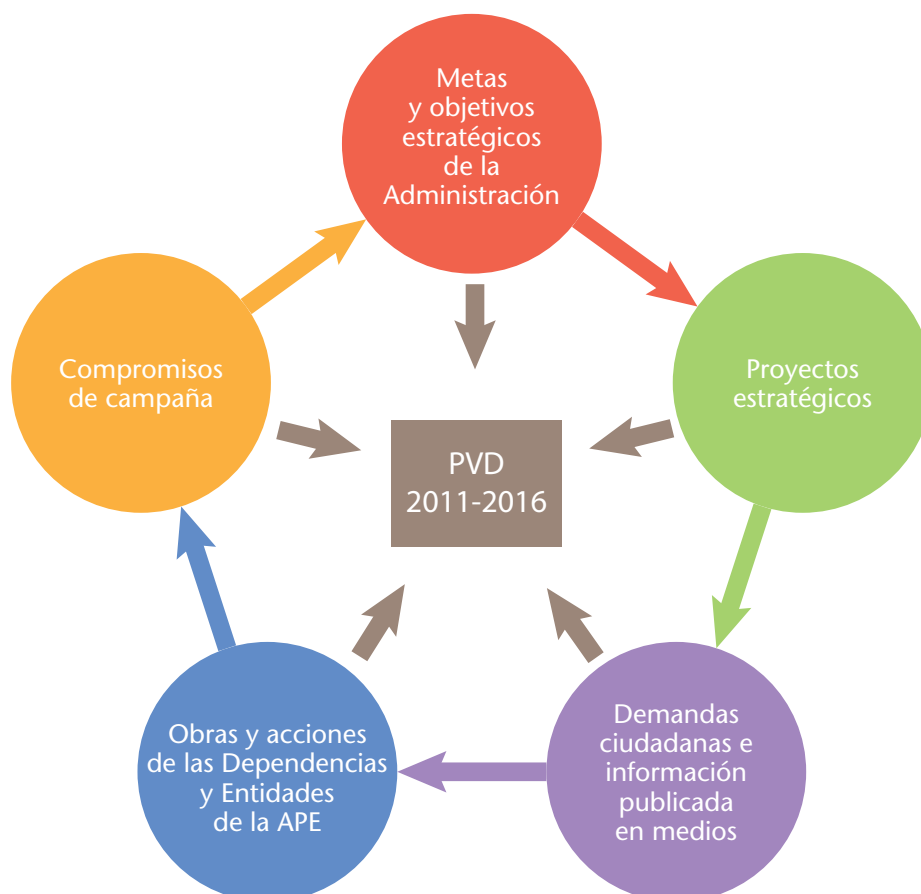 Metas
y objetivos
estratégicos
de la
Administración
Compromisos
de campaña
Proyectos
estratégicos
PVD
2011-2016
Obras y acciones
de las Dependencias
y Entidades
de la APE
Demandas
ciudadanas e
información
publicada
en medios